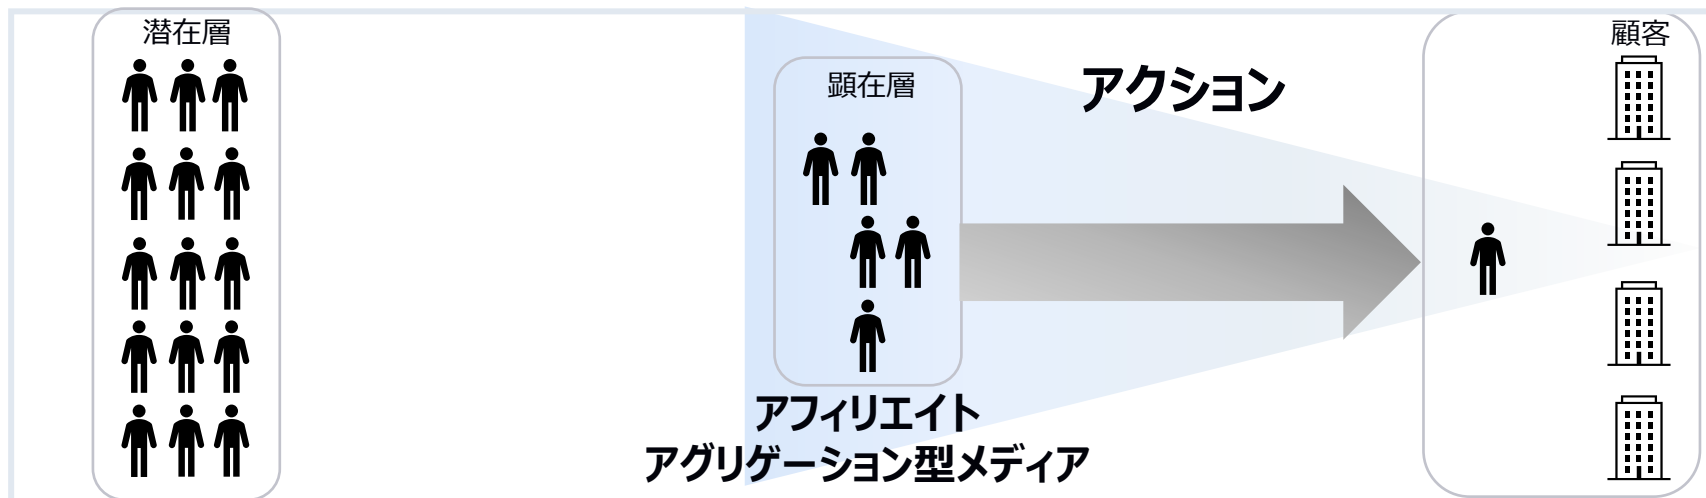 潜在層
顕在層
アクション
顧客
アフィリエイト
アグリゲーション型メディア